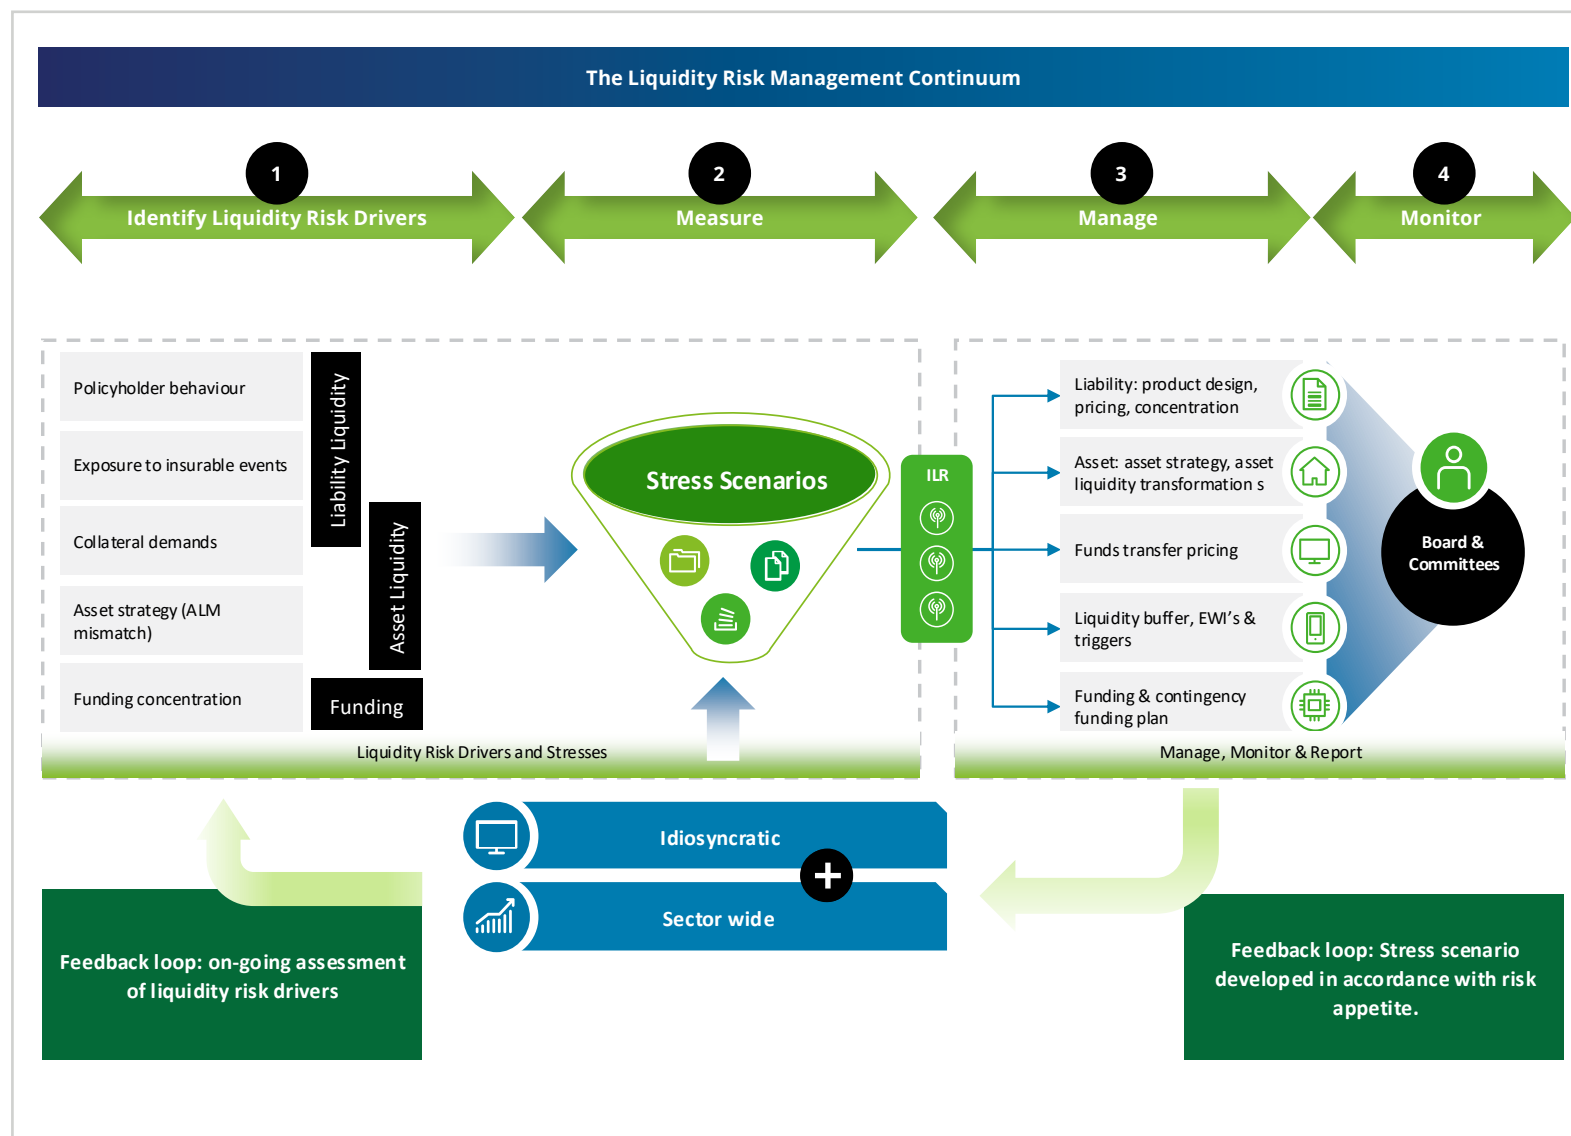 The Liquidity Risk Management Continuum
1
2
3
4
Identify Liquidity Risk Drivers
Measure
Manage
Monitor
Policyholder behaviour
Exposure to insurable events
Collateral demands
Asset strategy (ALM
mismatch)
Funding concentration
Liability Liquidity
Asset Liquidity
Funding
Stress Scenarios
ILR
Liability: product design,
pricing, concentration
Asset: asset strategy, asset
liquidity transformation s
Funds transfer pricing
Liquidity buffer, EWI's &
triggers
Funding & contingency
funding plan
Board &
Committees
Liquidity Risk Drivers and Stresses
Manage, Monitor & Report
Idiosyncratic
+
Sector wide
Feedback loop: on-going assessment
of liquidity risk drivers
Feedback loop: Stress scenario
developed in accordance with risk
appetite.